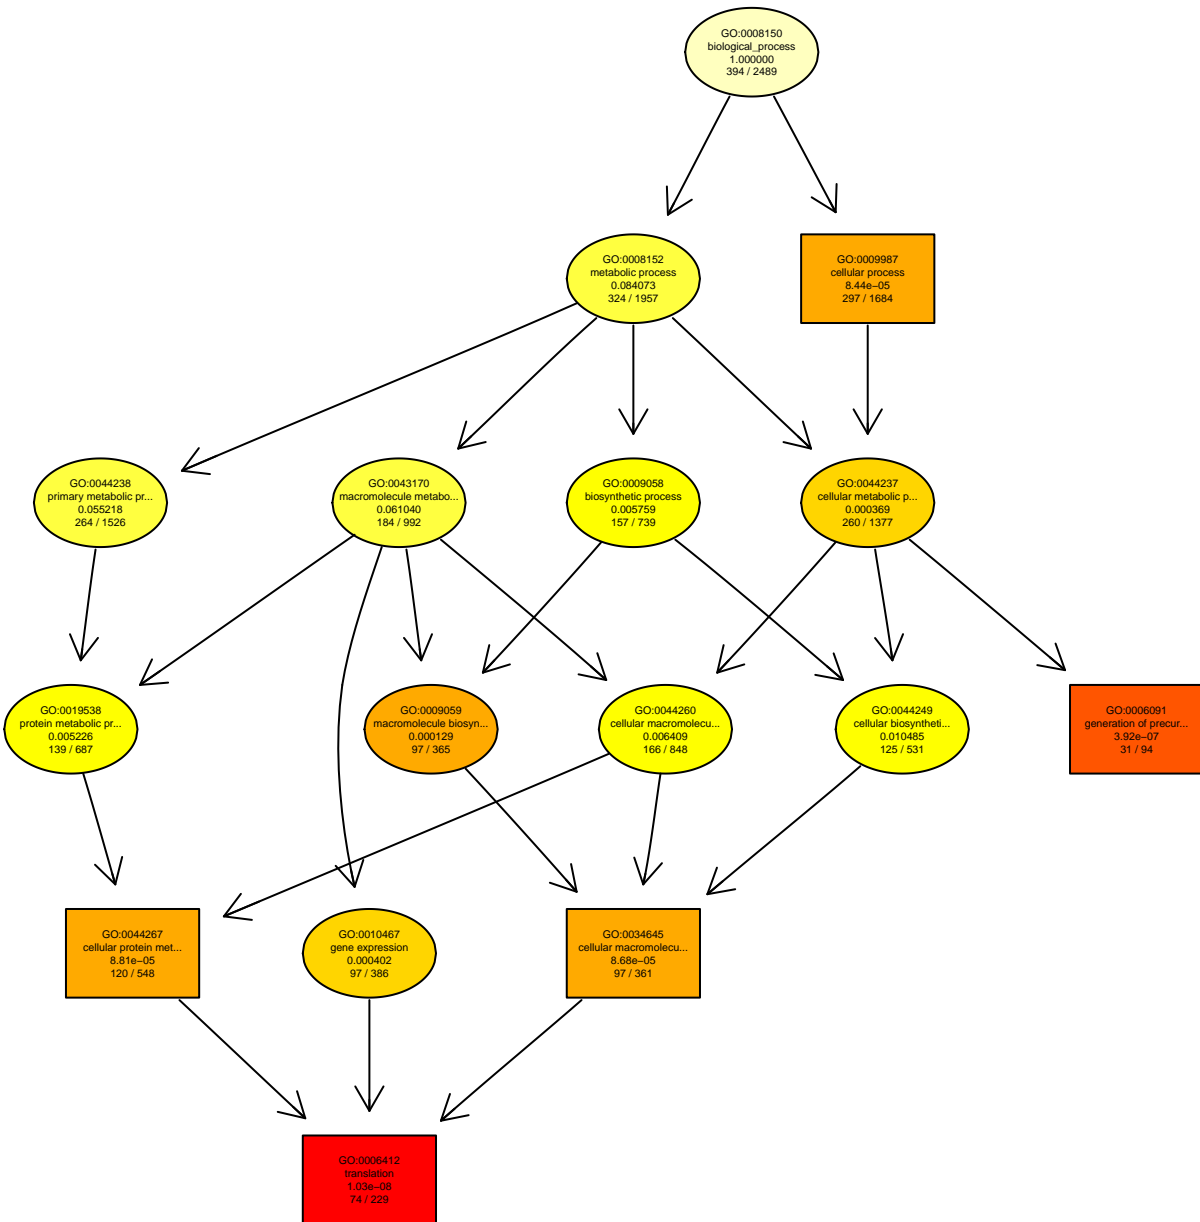 GO:0008150
biological_process
1.000000
394 / 2489
GO:0008152
metabolic process
0.084073
324 / 1957
GO:0009987
cellular process
8.44e−05
297 / 1684
GO:0044238
primary metabolic pr...
0.055218
264 / 1526
GO:0043170
macromolecule metabo...
0.061040
184 / 992
GO:0009058
biosynthetic process
0.005759
157 / 739
GO:0044237
cellular metabolic p...
0.000369
260 / 1377
GO:0019538
protein metabolic pr...
0.005226
139 / 687
GO:0009059
macromolecule biosyn...
0.000129
97 / 365
GO:0044260
cellular macromolecu...
0.006409
166 / 848
GO:0044249
cellular biosyntheti...
0.010485
125 / 531
GO:0006091
generation of precur...
3.92e−07
31 / 94
GO:0044267
cellular protein met...
8.81e−05
120 / 548
GO:0010467
gene expression
0.000402
97 / 386
GO:0034645
cellular macromolecu...
8.68e−05
97 / 361
GO:0006412
translation
1.03e−08
74 / 229